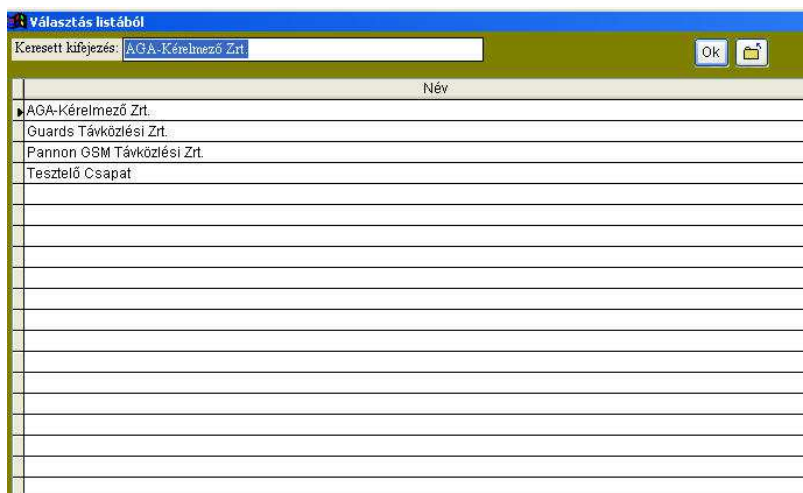 Választás listából
Keresett kifejezés: AGA-Kérelmező Zrt.
Ok
Név
AGA-Kérelmező Zrt.
Guards Távközlési Zrt.
Pannon GSM Távközlési Zrt.
Tesztelő Csapat